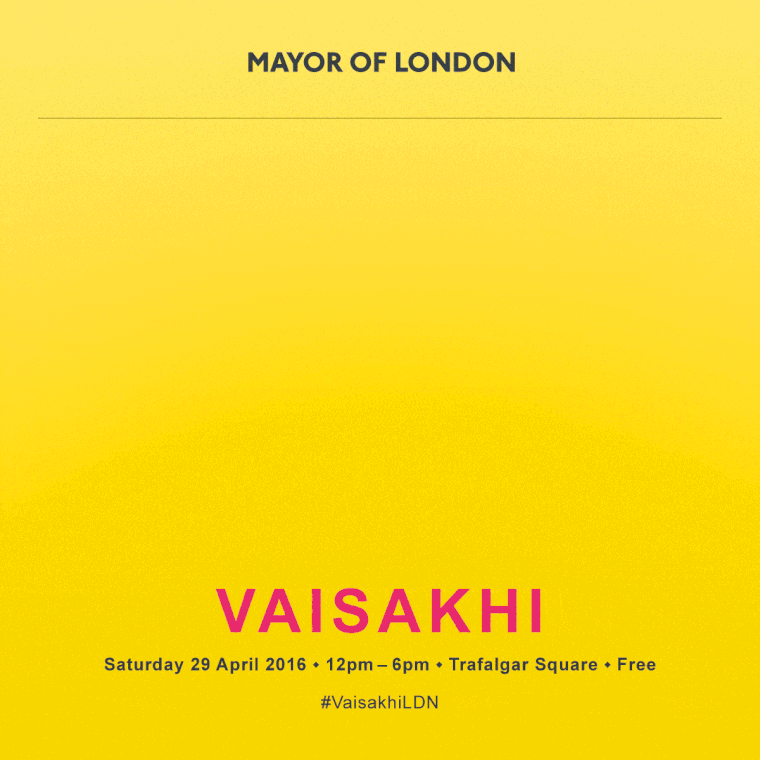 MAYOR OF LONDON
VAISAKHI
Saturday 29 April 2016 • 12pm – 6pm • Trafalgar Square • Free
#VaisakhiLDN